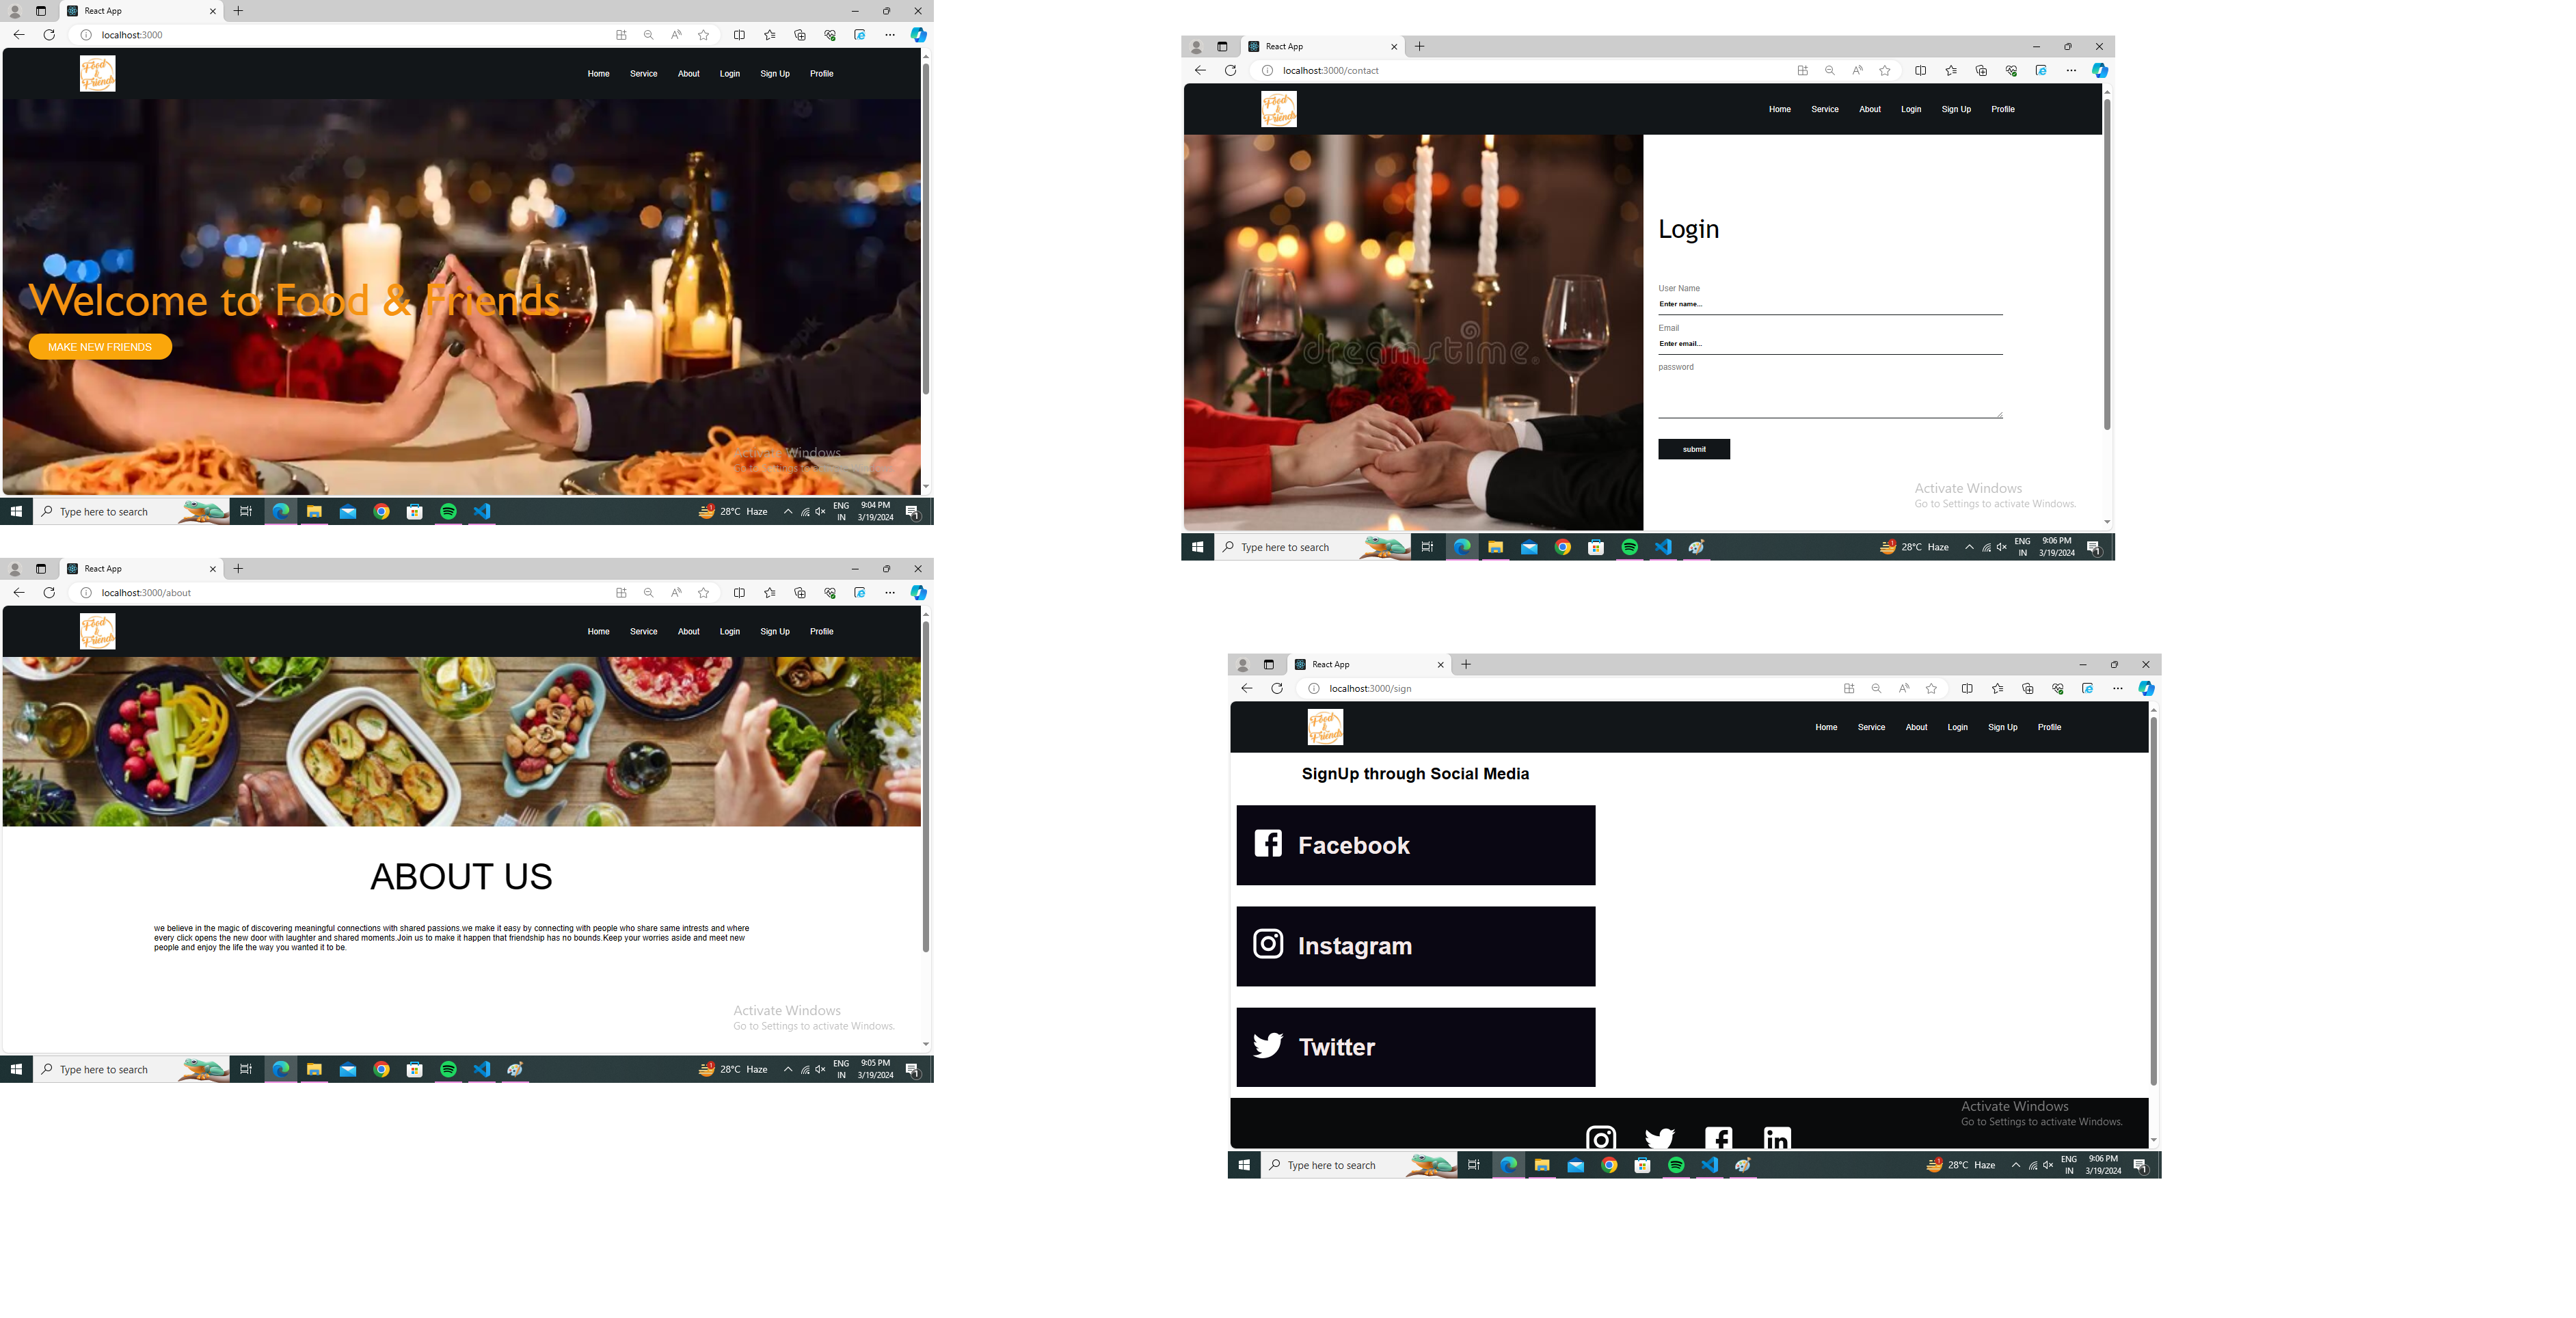 React App
localhost:3000
Food
&
Friends
Home Service About Login Sign Up Profile
Welcome to Food & Friends
MAKE NEW FRIENDS
Activate Windows
Type here to search
28°C Haze
ENG
IN
9:04 PM
3/19/2024
React App
localhost:3000/contact
Food
&
Friends
Home Service About Login Sign Up Profile
Login
User Name
Enter name...
Email
Enter email...
password
submit
dreamstime.
Activate Windows
Go to Settings to activate Windows.
Type here to search
28°C Haze
ENG
IN
9:06 PM
3/19/2024
React App
localhost:3000/about
Food
&
Friends
Home Service About Login Sign Up Profile
ABOUT US
we believe in the magic of discovering meaningful connections with shared passions.we make it easy by connecting with people who share same intrests and where
every click opens the new door with laughter and shared moments.Join us to make it happen that friendship has no bounds.Keep your worries aside and meet new
people and enjoy the life the way you wanted it to be.
Activate Windows
Go to Settings to activate Windows.
Type here to search
28°C Haze
ENG
IN
9:05 PM
3/19/2024
React App
localhost:3000/sign
Food
&
Friends
Home Service About Login Sign Up Profile
SignUp through Social Media
Facebook
Instagram
Twitter
Activate Windows
Go to Settings to activate Windows.
Type here to search
28°C Haze
ENG
IN
9:06 PM
3/19/2024